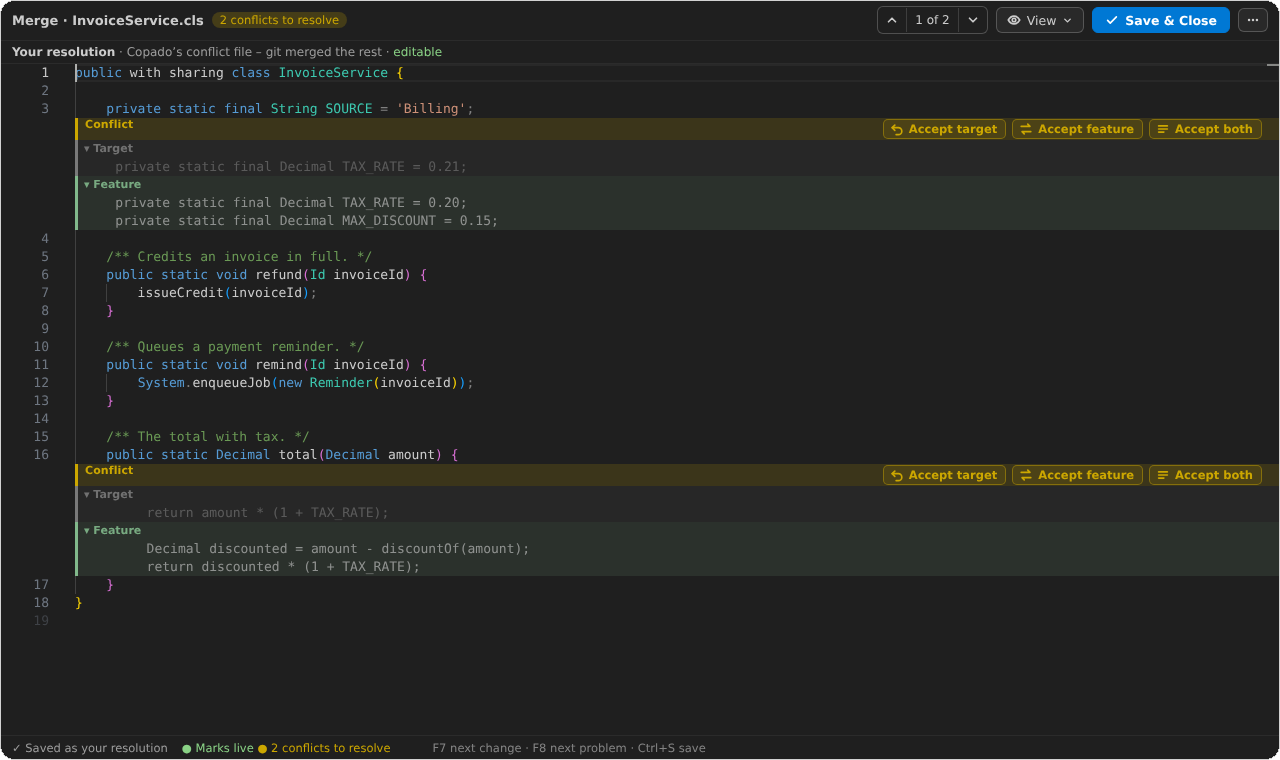 Merge · InvoiceService.cls 2 conflicts to resolve 1 of 2 View Save & Close ···
Your resolution · Copado’s conflict file – git merged the rest · editable
1 public with sharing class InvoiceService {
2
3     private static final String SOURCE = 'Billing';
Conflict Accept target Accept feature Accept both
▾ Target
private static final Decimal TAX_RATE = 0.21;
▾ Feature
private static final Decimal TAX_RATE = 0.20;
private static final Decimal MAX_DISCOUNT = 0.15;
4
5     /** Credits an invoice in full. */
6     public static void refund(Id invoiceId) {
7         issueCredit(invoiceId);
8     }
9
10     /** Queues a payment reminder. */
11     public static void remind(Id invoiceId) {
12         System.enqueueJob(new Reminder(invoiceId));
13     }
14
15     /** The total with tax. */
16     public static Decimal total(Decimal amount) {
Conflict Accept target Accept feature Accept both
▾ Target
return amount * (1 + TAX_RATE);
▾ Feature
Decimal discounted = amount - discountOf(amount);
return discounted * (1 + TAX_RATE);
17     }
18 }
19
✓ Saved as your resolution ● Marks live ● 2 conflicts to resolve F7 next change · F8 next problem · Ctrl+S save